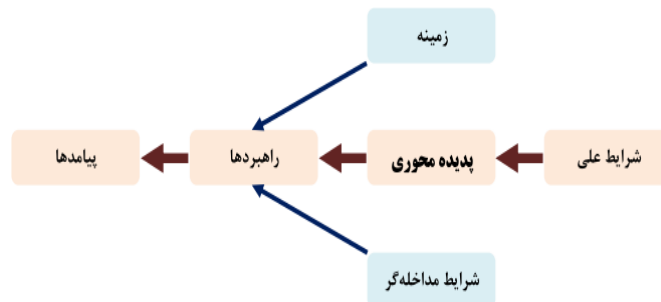 زمینه
شرایط علی
پدیده محوری
راهبردها
پیامدها
شرایط مداخله‌گر